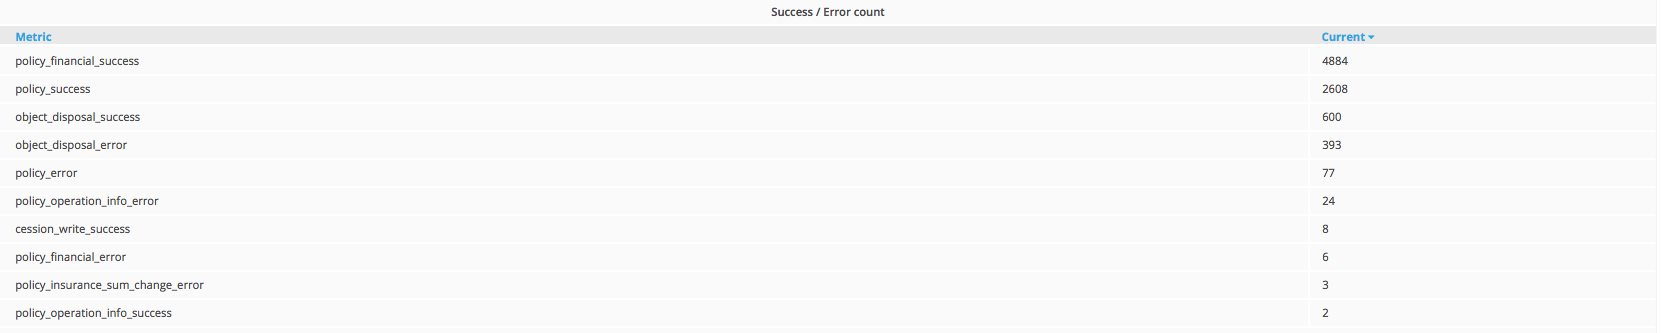 Success / Error count
Metric Current
policy_financial_success 4884
policy_success 2608
object_disposal_success 600
object_disposal_error 393
policy_error 77
policy_operation_info_error 24
cession_write_success 8
policy_financial_error 6
policy_insurance_sum_change_error 3
policy_operation_info_success 2